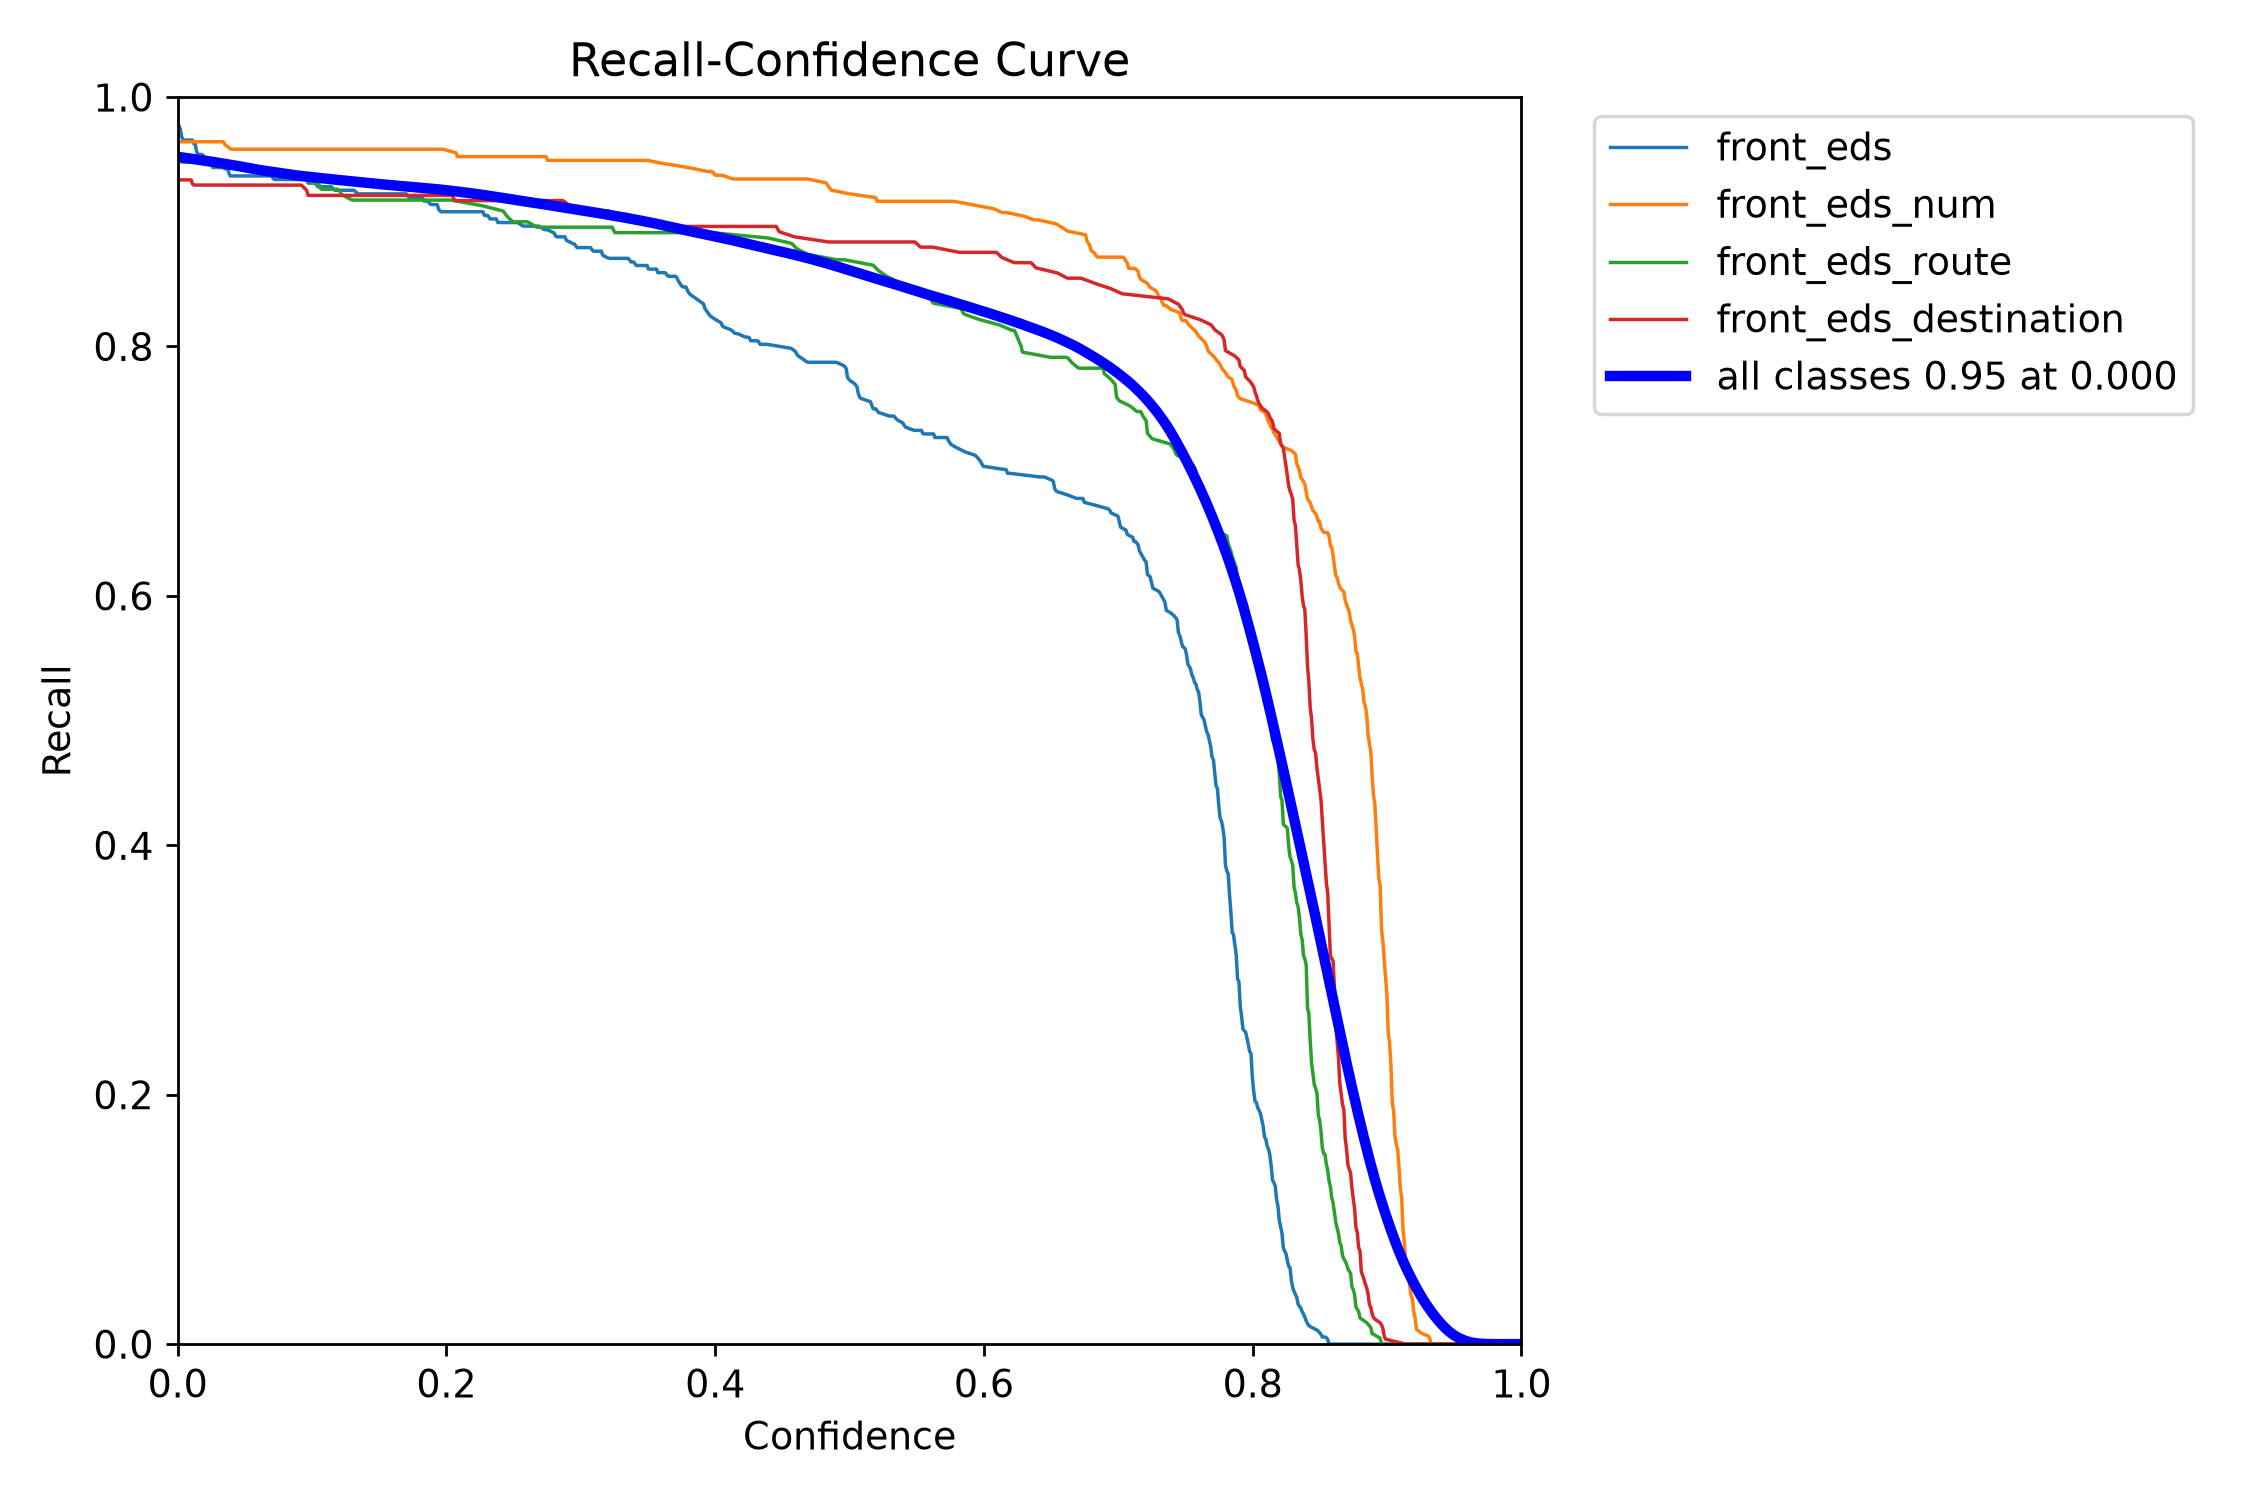 Recall-Confidence Curve
1.0
0.8
0.6
0.4
0.2
0.0
Recall
0.0 0.2 0.4 0.6 0.8 1.0
Confidence
front_eds
front_eds_num
front_eds_route
front_eds_destination
all classes 0.95 at 0.000